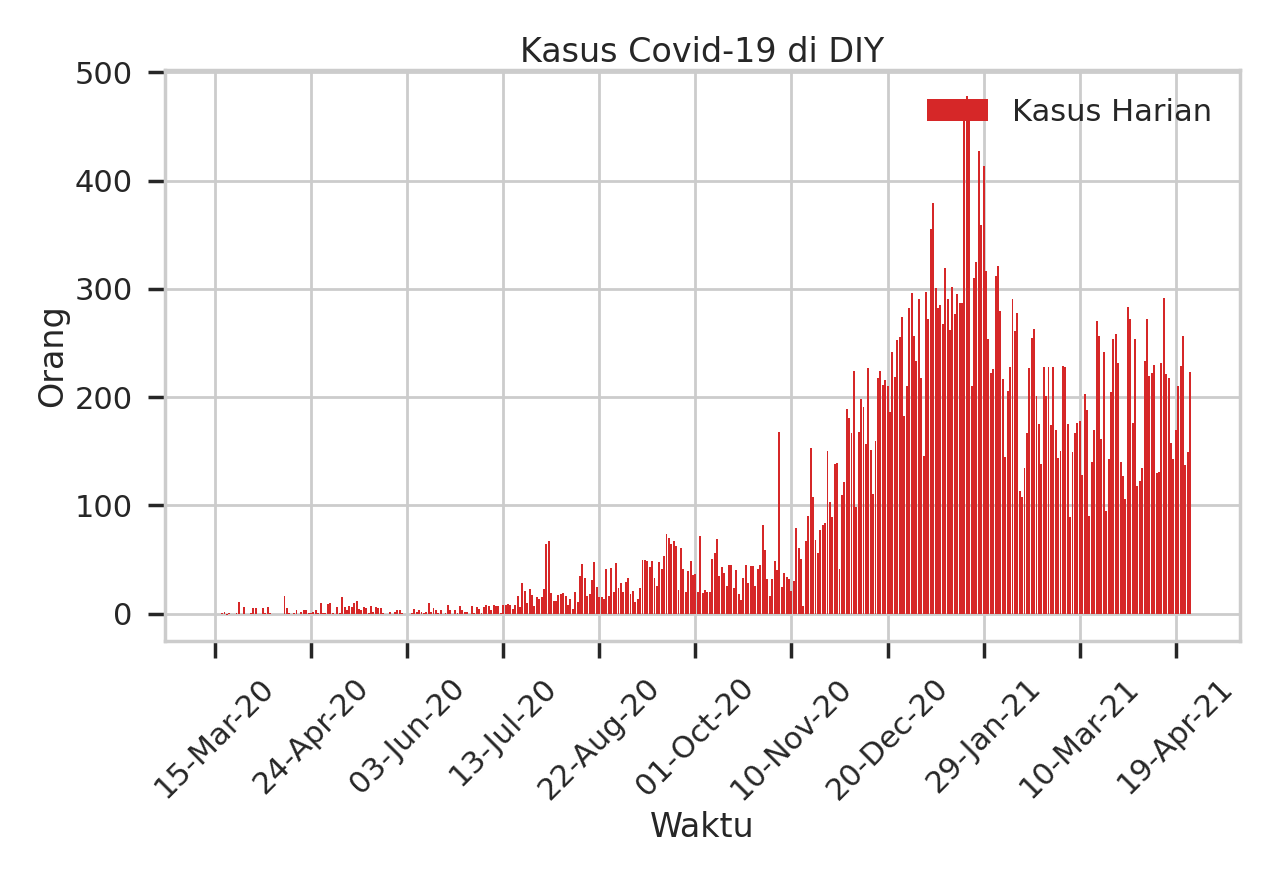 Kasus Covid-19 di DIY
Kasus Harian
Orang
500
400
300
200
100
0
15-Mar-20
24-Apr-20
03-Jun-20
13-Jul-20
22-Aug-20
01-Oct-20
10-Nov-20
20-Dec-20
29-Jan-21
10-Mar-21
19-Apr-21
Waktu